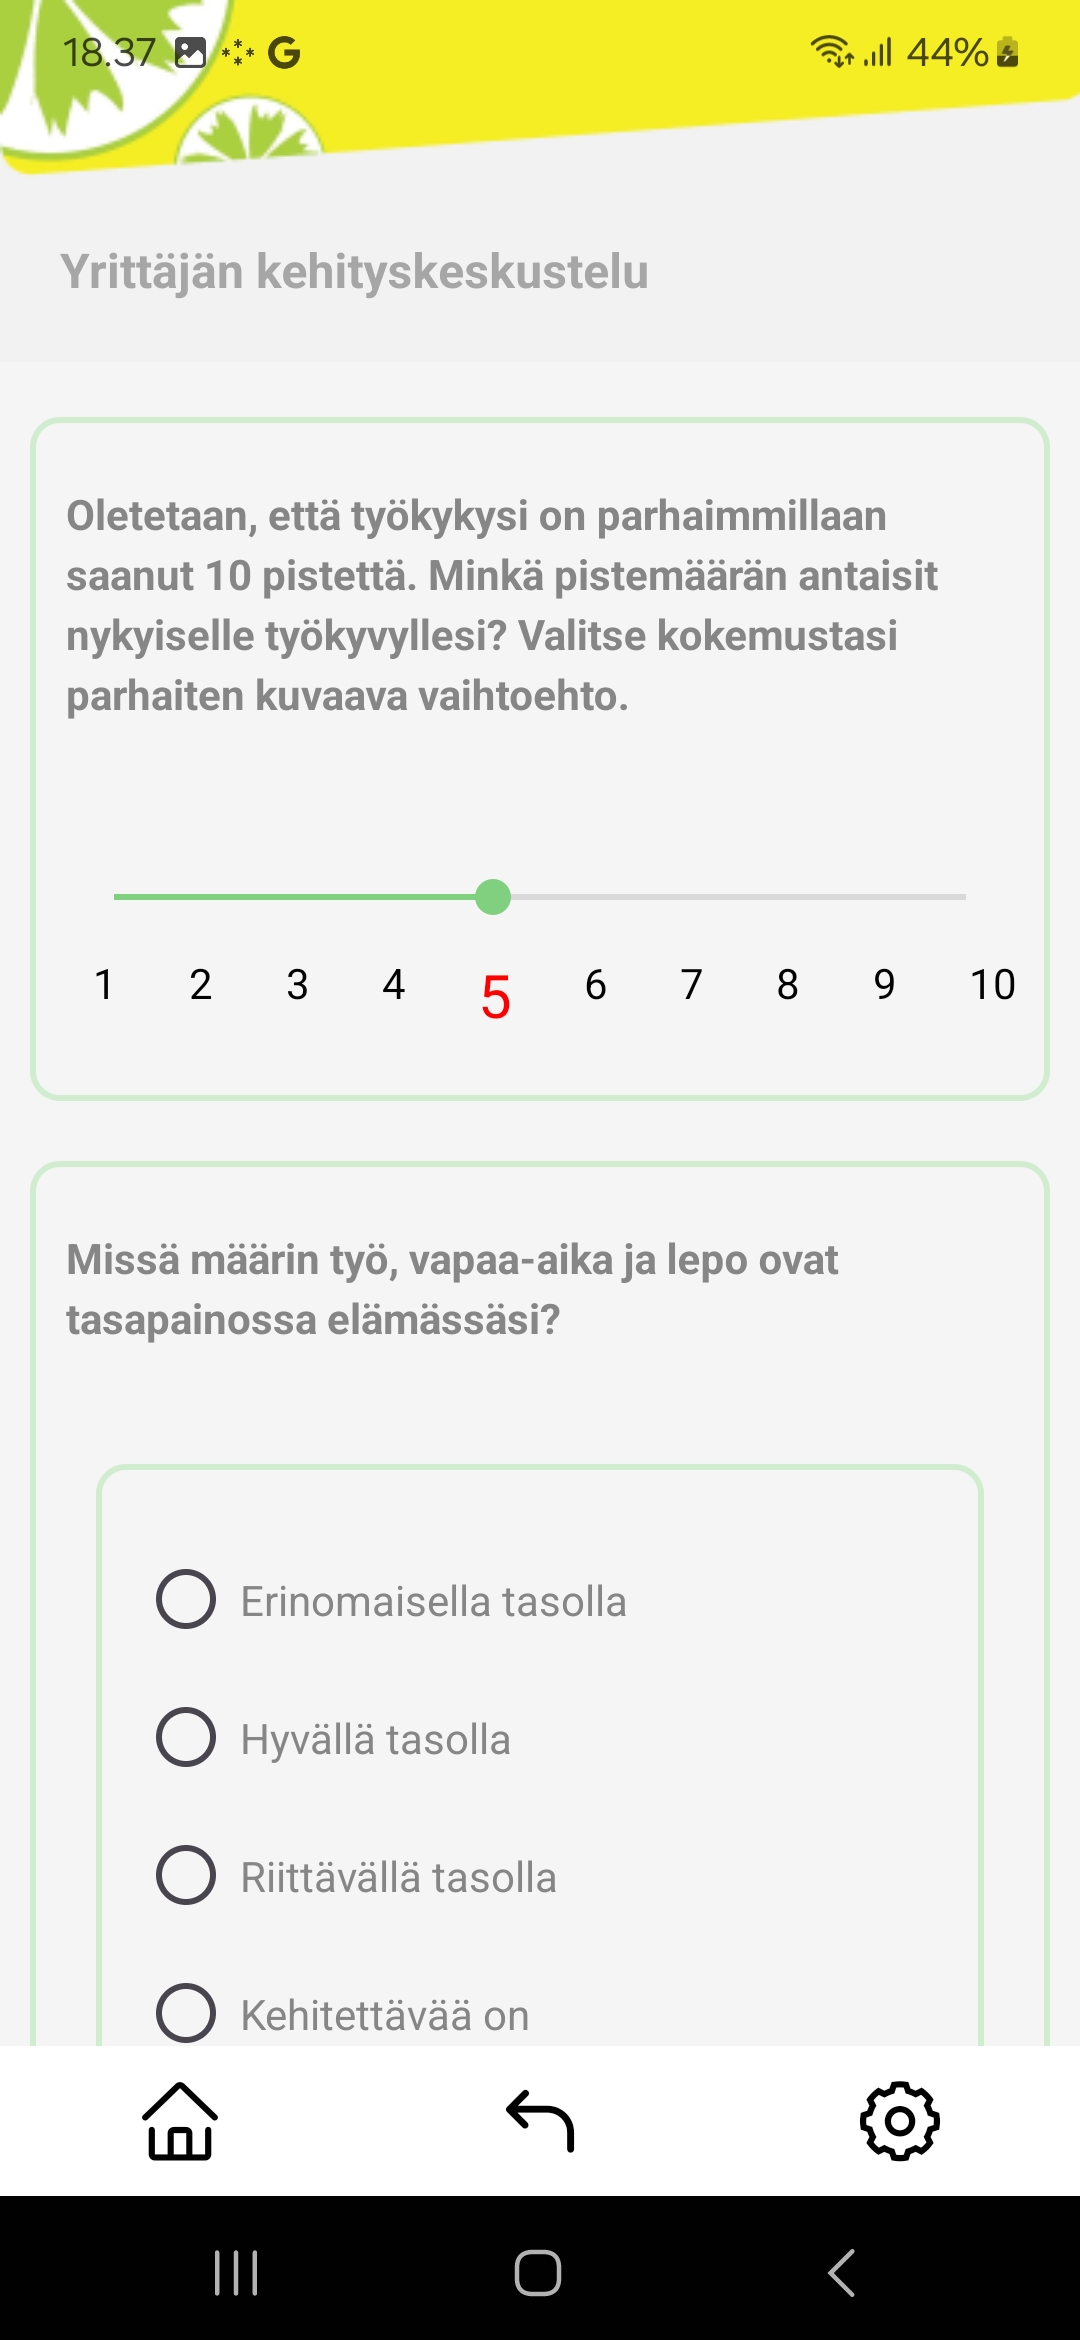 18.37 G 44%
Yrittäjän kehityskeskustelu
Oletetaan, että työkykysi on parhaimmillaan
saanut 10 pistettä. Minkä pistemäärän antaisit
nykyiselle työkyvyllesi? Valitse kokemustasi
parhaiten kuvaava vaihtoehto.
1 2 3 4 5 6 7 8 9 10
Missä määrin työ, vapaa-aika ja lepo ovat
tasapainossa elämässäsi?
Erinomaisella tasolla
Hyvällä tasolla
Riittävällä tasolla
Kehitettävää on